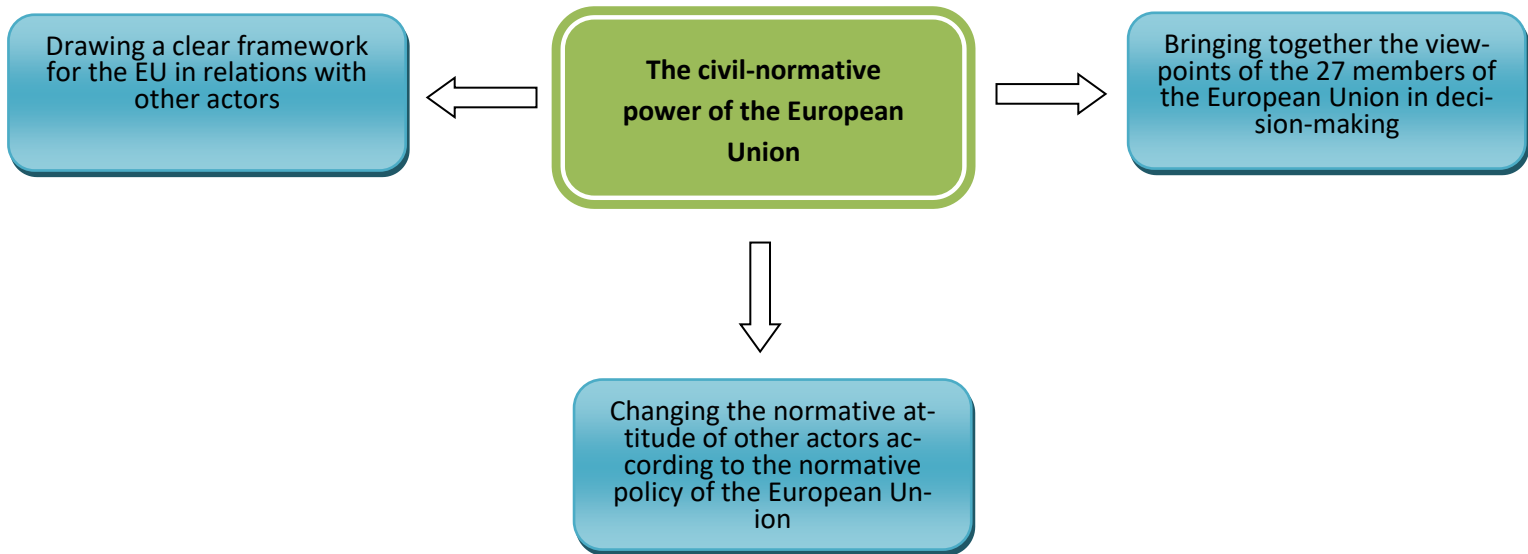 Drawing a clear framework
for the EU in relations with
other actors
The civil-normative
power of the European
Union
Bringing together the view-
points of the 27 members of
the European Union in deci-
sion-making
Changing the normative at-
titude of other actors ac-
cording to the normative
policy of the European Un-
ion